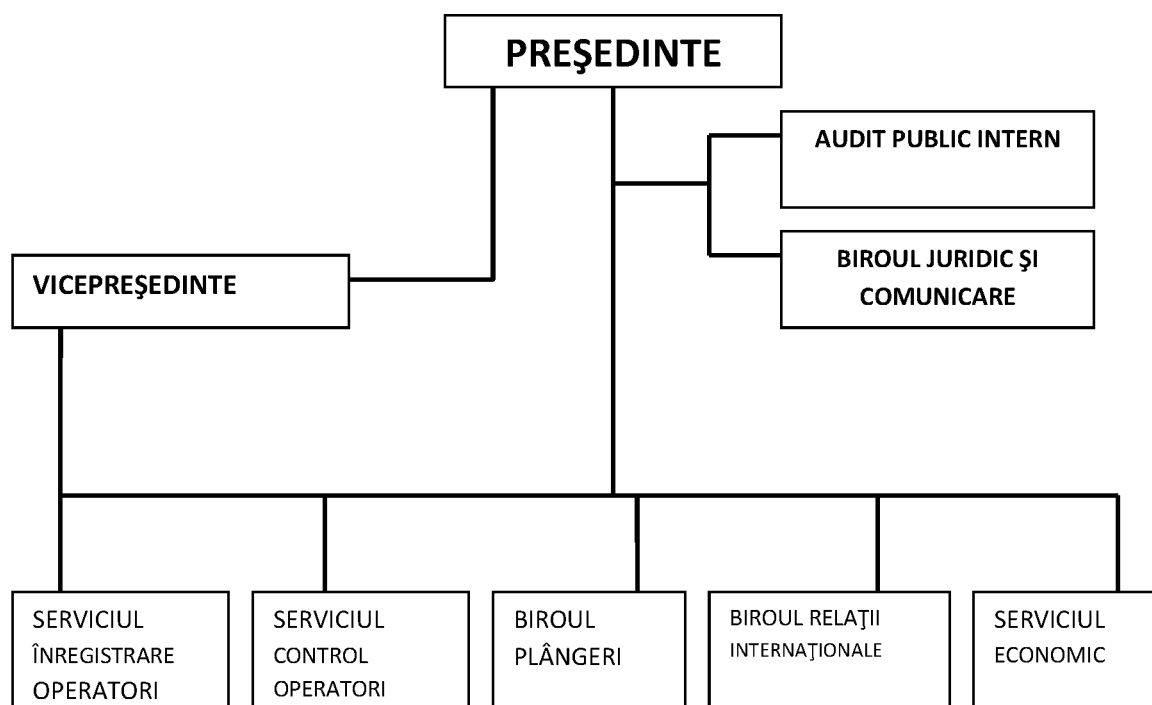 PREŞEDINTE
AUDIT PUBLIC INTERN
BIROUL JURIDIC ŞI
COMUNICARE
VICEPREŞEDINTE
SERVICIUL
ÎNREGISTRARE
OPERATORI
SERVICIUL
CONTROL
OPERATORI
BIROUL
PLÂNGERI
BIROUL RELAŢII
INTERNAŢIONALE
SERVICIUL
ECONOMIC